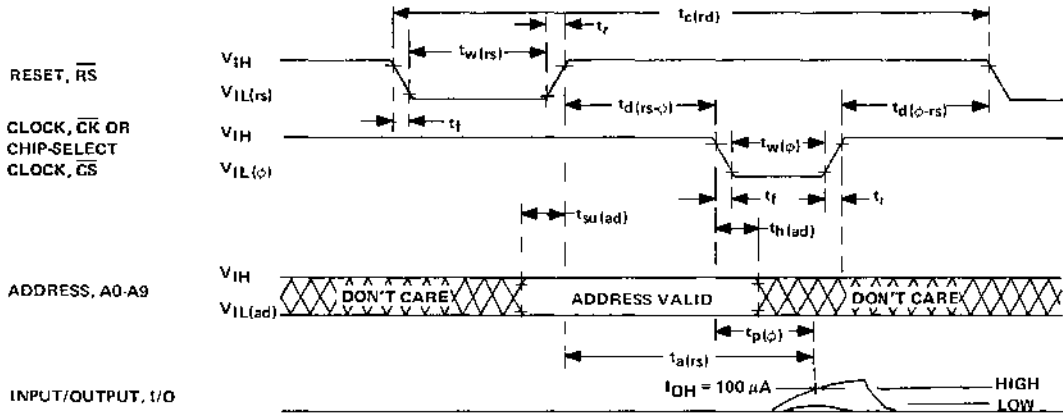 tc(rd)
tr
tw(rs)
VIH
RESET, RS
VIL(rs)
td(rs-ϕ)
td(ϕ-rs)
CLOCK, CK OR
CHIP-SELECT
CLOCK, CS
tf
VIH
tw(ϕ)
VIL(ϕ)
tf
tr
tsu(ad)
th(ad)
ADDRESS, A0-A9
VIH
DON'T CARE
ADDRESS VALID
DON'T CARE
VIL(ad)
tp(ϕ)
ta(rs)
INPUT/OUTPUT, I/O
IOH = 100 µA
HIGH
LOW